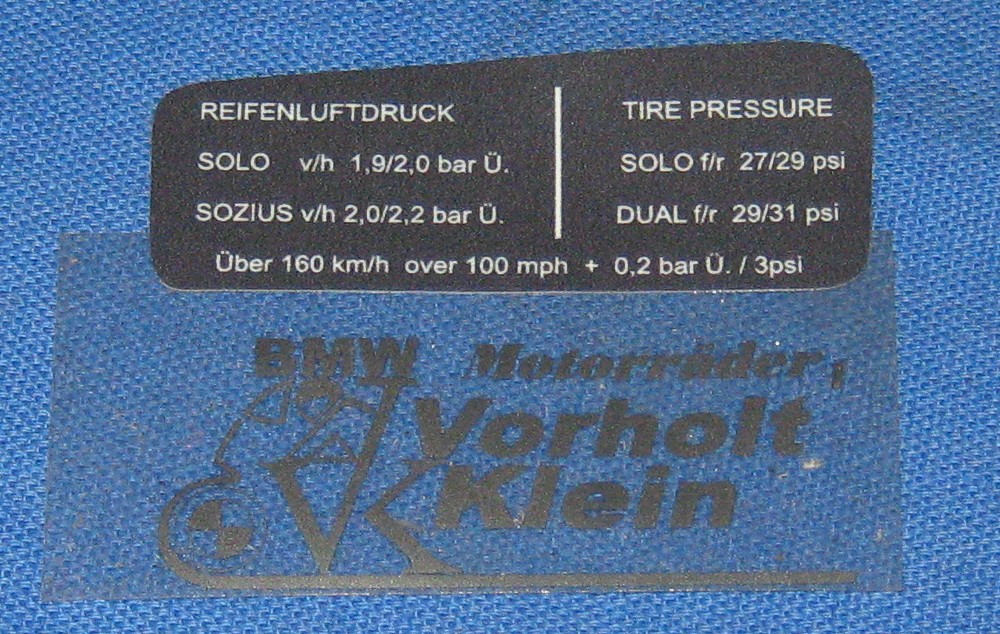 REIFENLUFTDRUCK
SOLO v/h 1,9/2,0 bar Ü.
SOZIUS v/h 2,0/2,2 bar Ü.
TIRE PRESSURE
SOLO f/r 27/29 psi
DUAL f/r 29/31 psi
Über 160 km/h over 100 mph + 0,2 bar Ü. / 3psi
BMW Motorräder
Vorholt
Klein